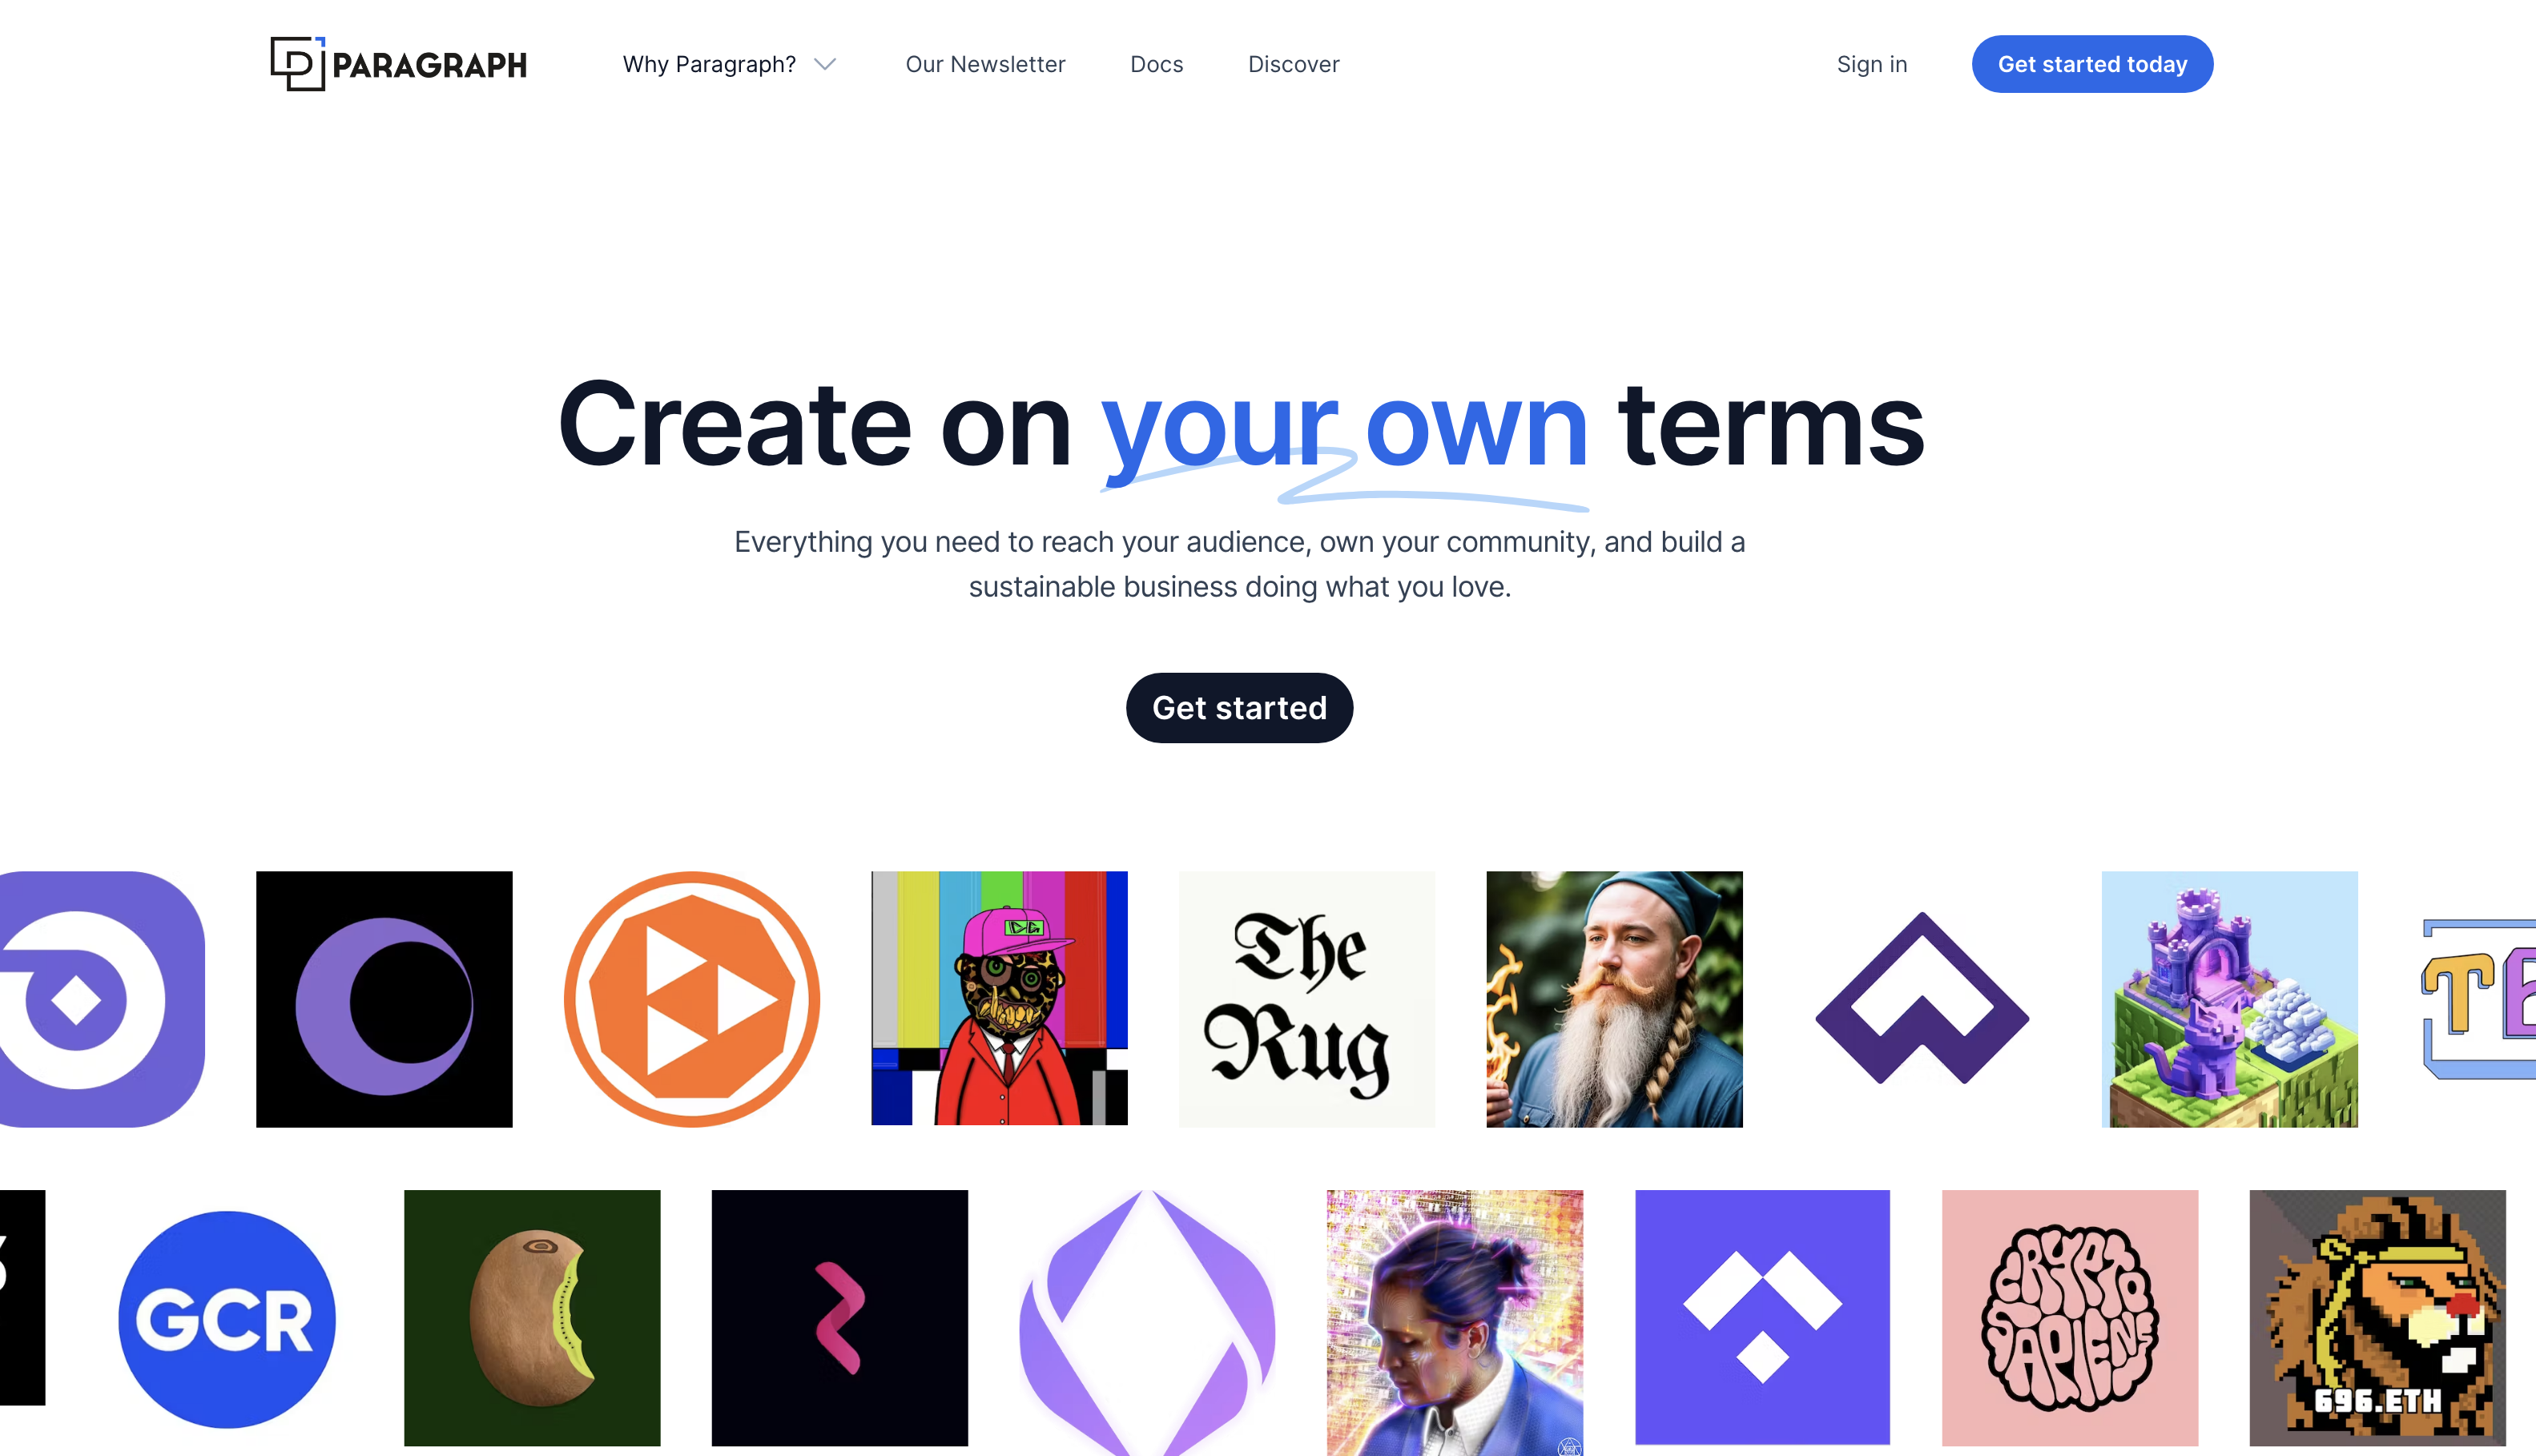 PARAGRAPH
Why Paragraph?
Our Newsletter
Docs
Discover
Sign in
Get started today
Create on your own terms
Everything you need to reach your audience, own your community, and build a
sustainable business doing what you love.
Get started
The
Rug
GCR
CRYPTO
SAPIENS
696.ETH